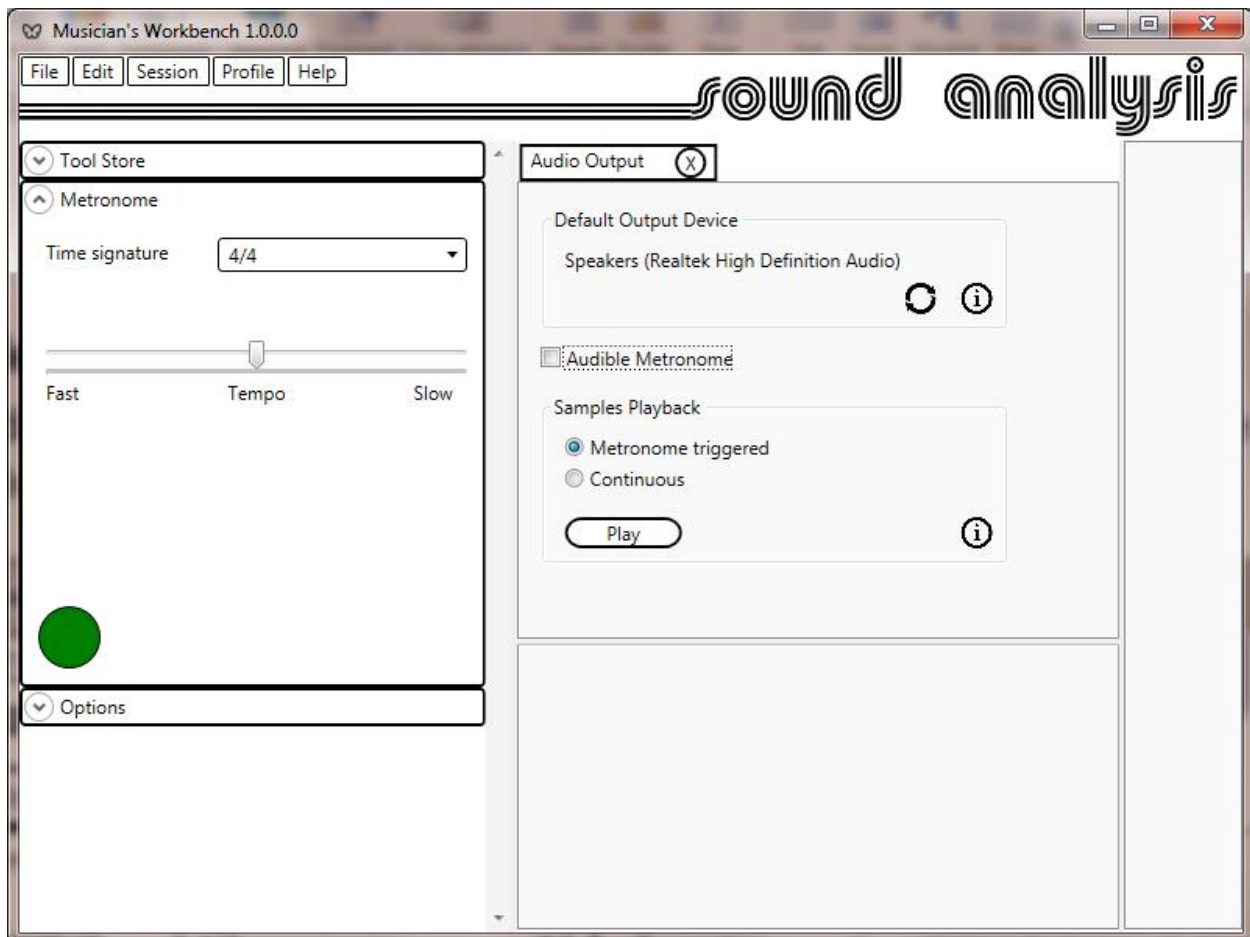 Musician's Workbench 1.0.0.0
File Edit Session Profile Help
sound analysis
Tool Store
Metronome
Time signature 4/4
Fast Tempo Slow
Options
Audio Output X
Default Output Device
Speakers (Realtek High Definition Audio)
Audible Metronome
Samples Playback
Metronome triggered
Continuous
Play